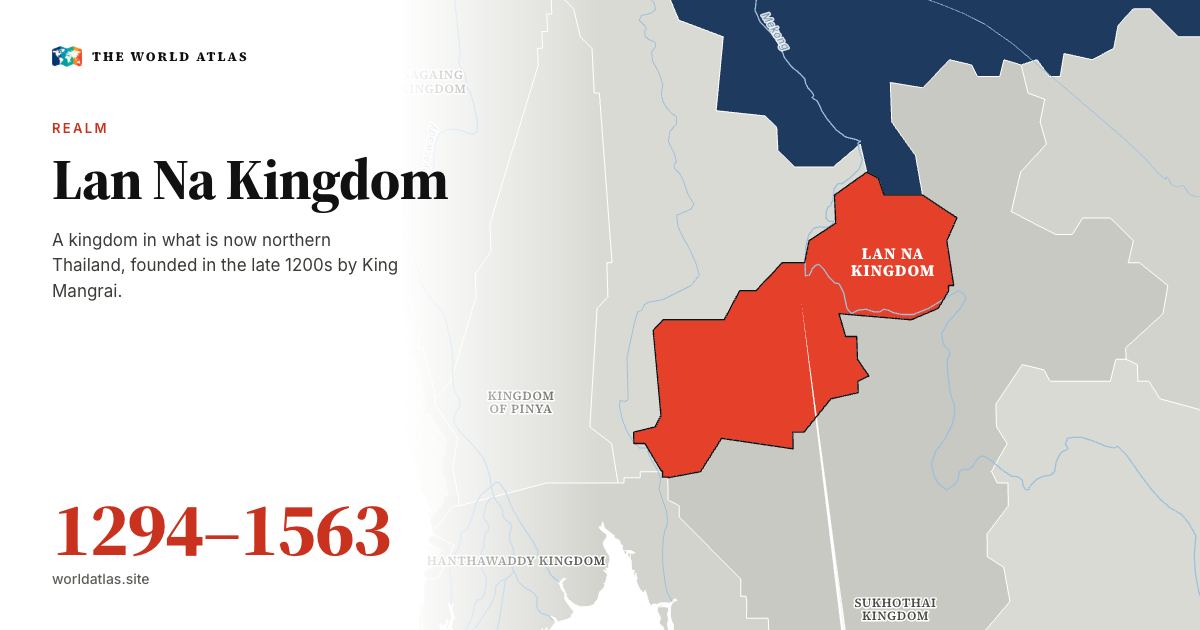 THE WORLD ATLAS
REALM
Lan Na Kingdom
A kingdom in what is now northern
Thailand, founded in the late 1200s by King
Mangrai.
1294–1563
worldatlas.site
Mekong
KINGDOM
LAN NA
KINGDOM
KINGDOM
OF PINYA
HANTHAWADDY KINGDOM
SUKHOTHAI
KINGDOM